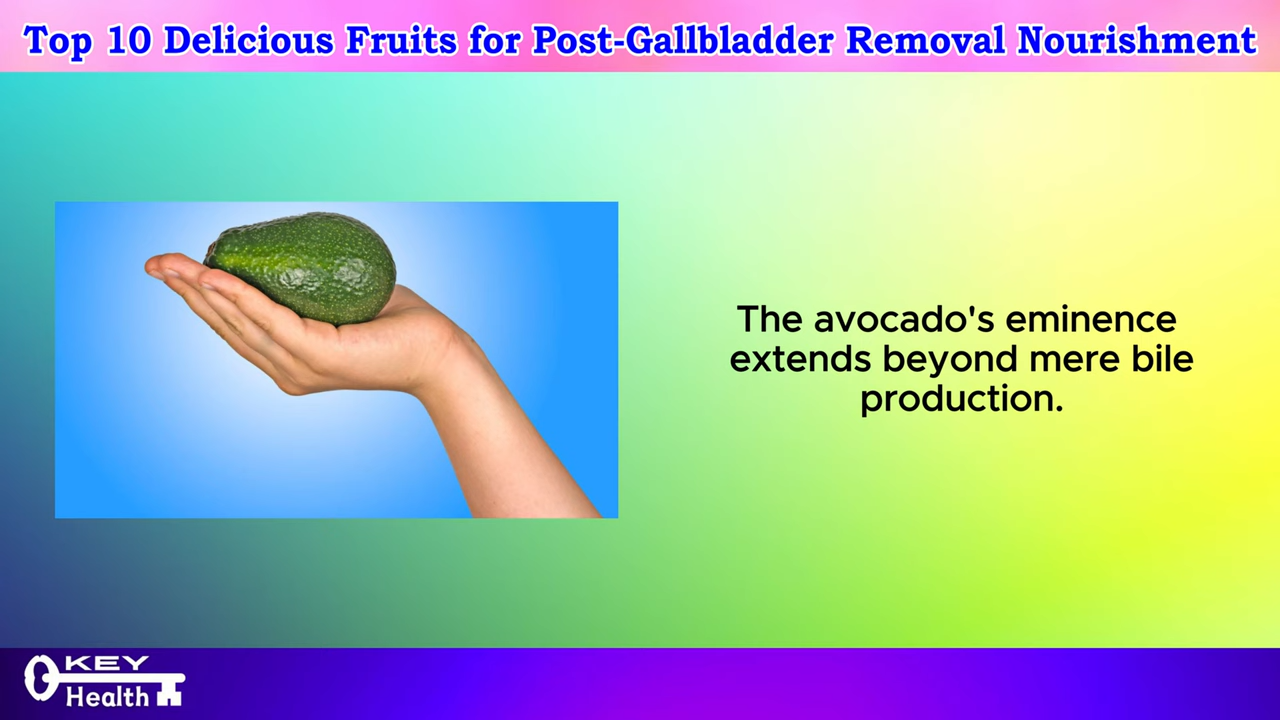 Top 10 Delicious Fruits for Post-Gallbladder Removal Nourishment
The avocado's eminence
extends beyond mere bile
production.
KEY
Health